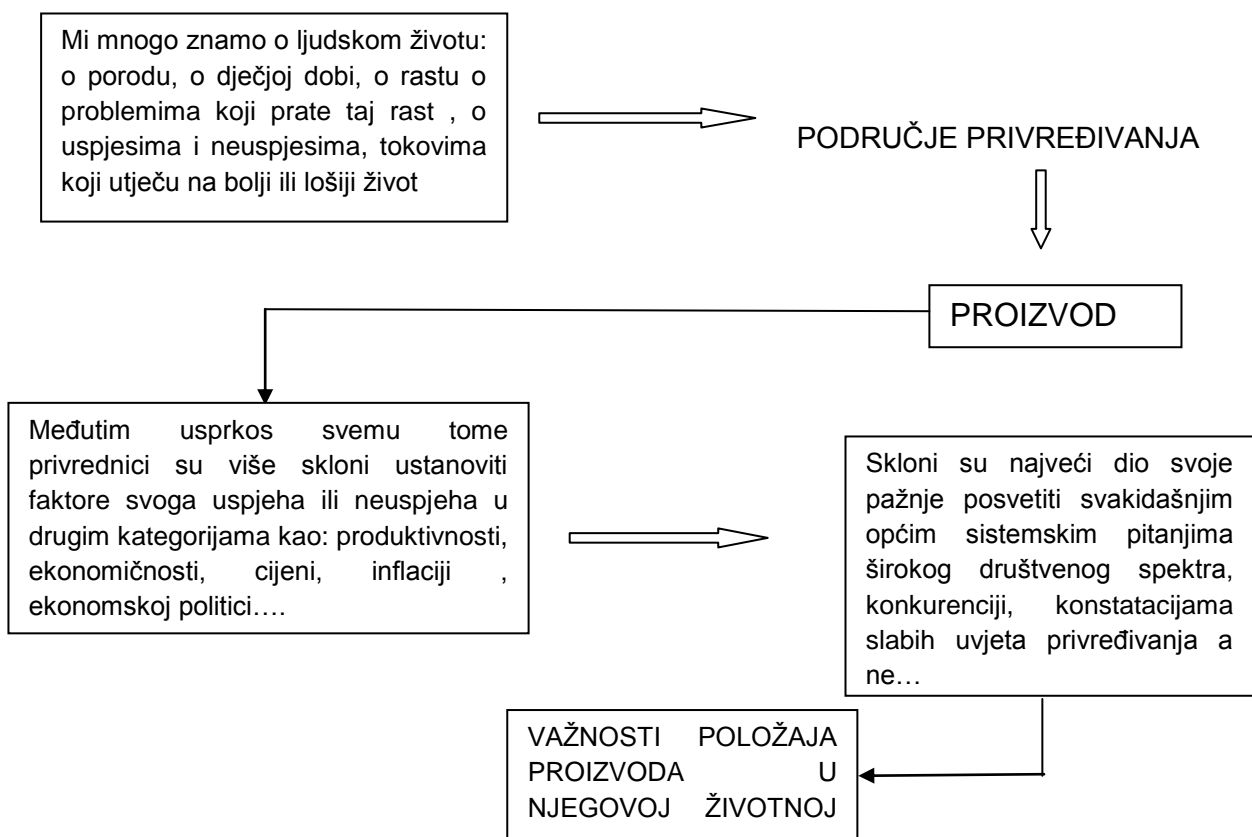 Mi mnogo znamo o ljudskom životu:
o porodu, o dječjoj dobi, o rastu o
problemima koji prate taj rast , o
uspjesima i neuspjesima, tokovima
koji utječu na bolji ili lošiji život
PODRUČJE PRIVREĐIVANJA
PROIZVOD
Međutim usprkos svemu tome
privrednici su više skloni ustanoviti
faktore svoga uspjeha ili neuspjeha u
drugim kategorijama kao: produktivnosti,
ekonomičnosti, cijeni, inflaciji ,
ekonomskoj politici….
Skloni su najveći dio svoje
pažnje posvetiti svakidašnjim
općim sistemskim pitanjima
širokog društvenog spektra,
konkurenciji, konstatacijama
slabih uvjeta privređivanja a
ne…
VAŽNOSTI POLOŽAJA
PROIZVODA U
NJEGOVOJ ŽIVOTNOJ